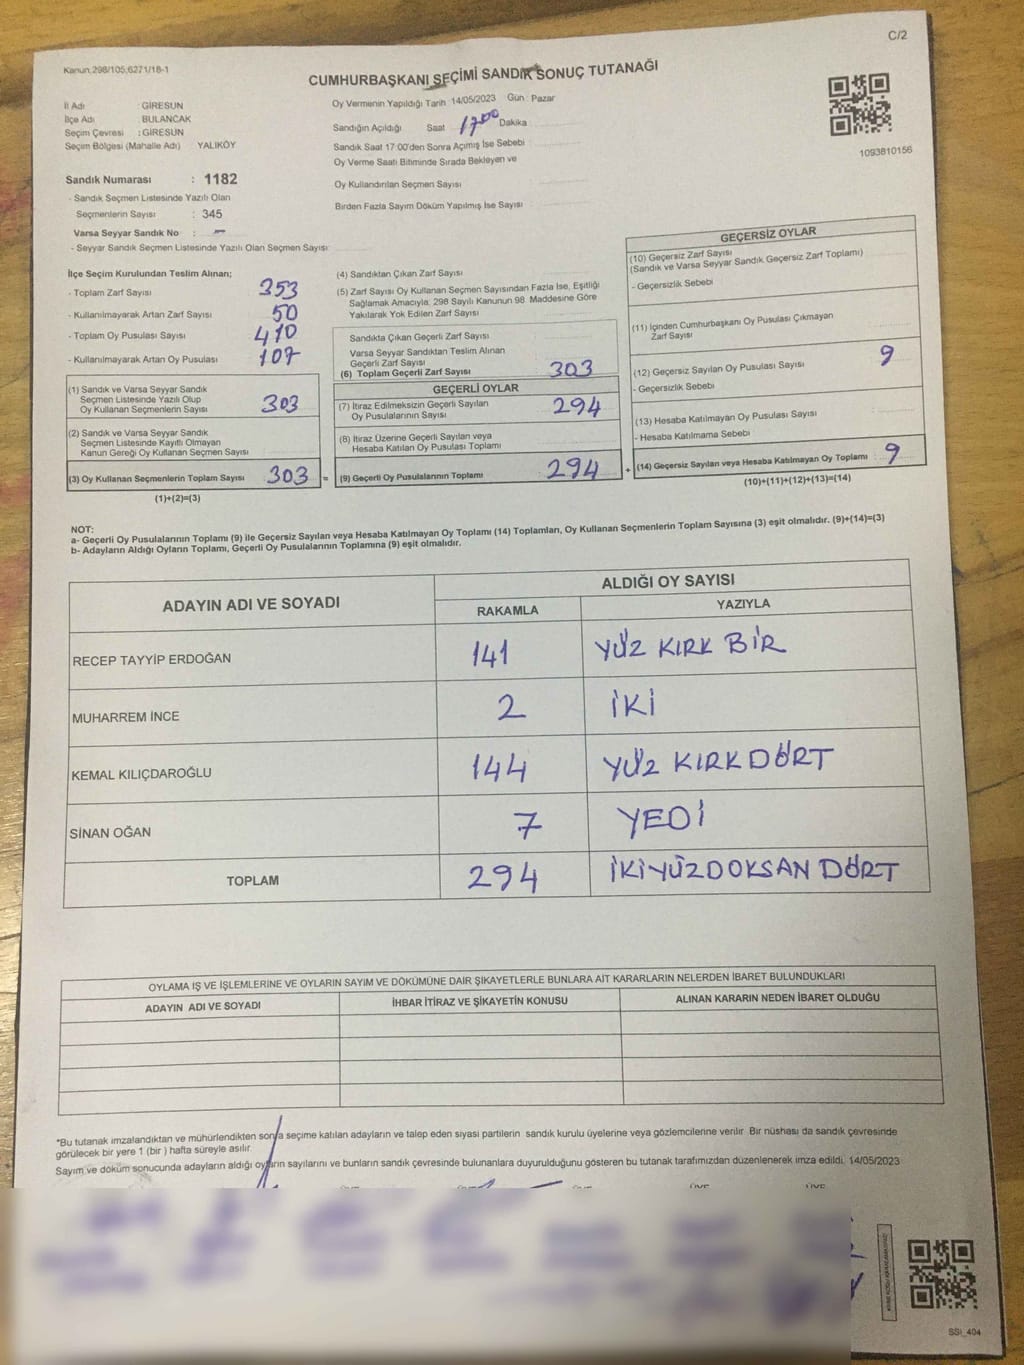 C/2
Kanun:298/105,6271/18-1
CUMHURBAŞKANI SEÇİMİ SANDIK SONUÇ TUTANAĞI
İl Adı GİRESUN
İlçe Adı BULANCAK
Seçim Çevresi : GİRESUN
Seçim Bölgesi (Mahalle Adı) YALIKÖY
Sandık Numarası : 1182
- Sandık Seçmen Listesinde Yazılı Olan
Seçmenlerin Sayısı : 345
Varsa Seyyar Sandık No : -
- Seyyar Sandık Seçmen Listesinde Yazılı Olan Seçmen Sayısı:
Oy Vermenin Yapıldığı Tarih 14/05/2023 Gün : Pazar
Sandığın Açıldığı Saat 17 00 Dakika
Sandık Saat 17:00'den Sonra Açımış İse Sebebi
Oy Verme Saati Bitiminde Sırada Bekleyen ve
Oy Kullandırılan Seçmen Sayısı
Birden Fazla Sayım Döküm Yapılmış İse Sayısı
1093810156
İlçe Seçim Kurulundan Teslim Alınan;
- Toplam Zarf Sayısı 353
- Kullanılmayarak Artan Zarf Sayısı 50
- Toplam Oy Pusulası Sayısı 410
- Kullanılmayarak Artan Oy Pusulası 107
(1) Sandık ve Varsa Seyyar Sandık
Seçmen Listesinde Yazılı Olup
Oy Kullanan Seçmenlerin Sayısı 303
(2) Sandık ve Varsa Seyyar Sandık
Seçmen Listesinde Kayıtlı Olmayan
Kanun Gereği Oy Kullanan Seçmen Sayısı
(3) Oy Kullanan Seçmenlerin Toplam Sayısı 303 =
(1)+(2)=(3)
(4) Sandıktan Çıkan Zarf Sayısı
(5) Zarf Sayısı Oy Kullanan Seçmen Sayısından Fazla İse, Eşitliği
Sağlamak Amacıyla; 298 Sayılı Kanunun 98. Maddesine Göre
Yakılarak Yok Edilen Zarf Sayısı
Sandıkta Çıkan Geçerli Zarf Sayısı
Varsa Seyyar Sandıktan Teslim Alınan
Geçerli Zarf Sayısı
(6) Toplam Geçerli Zarf Sayısı 303
GEÇERLİ OYLAR
(7) İtiraz Edilmeksizin Geçerli Sayılan
Oy Pusulalarının Sayısı 294
(8) İtiraz Üzerine Geçerli Sayılan veya
Hesaba Katılan Oy Pusulası Toplamı
(9) Geçerli Oy Pusulalarının Toplamı 294 +
GEÇERSİZ OYLAR
(10) Geçersiz Zarf Sayısı
(Sandık ve Varsa Seyyar Sandık Geçersiz Zarf Toplamı)
- Geçersizlik Sebebi
(11) İçinden Cumhurbaşkanı Oy Pusulası Çıkmayan
Zarf Sayısı
(12) Geçersiz Sayılan Oy Pusulası Sayısı 9
- Geçersizlik Sebebi
(13) Hesaba Katılmayan Oy Pusulası Sayısı
- Hesaba Katılmama Sebebi
(14) Geçersiz Sayılan veya Hesaba Katılmayan Oy Toplamı : 9
(10)+(11)+(12)+(13)=(14)
NOT:
a- Geçerli Oy Pusulalarının Toplamı (9) ile Geçersiz Sayılan veya Hesaba Katılmayan Oy Toplamı (14) Toplamları, Oy Kullanan Seçmenlerin Toplam Sayısına (3) eşit olmalıdır. (9)+(14)=(3)
b- Adayların Aldığı Oyların Toplamı, Geçerli Oy Pusulalarının Toplamına (9) eşit olmalıdır.
ADAYIN ADI VE SOYADI ALDIĞI OY SAYISI
RAKAMLA YAZIYLA
RECEP TAYYİP ERDOĞAN 141 YÜZ KIRK BİR
MUHARREM İNCE 2 İKİ
KEMAL KILIÇDAROĞLU 144 YÜZ KIRK DÖRT
SİNAN OĞAN 7 YEDİ
TOPLAM 294 İKİYÜZDOKSAN DÖRT
OYLAMA İŞ VE İŞLEMLERİNE VE OYLARIN SAYIM VE DÖKÜMÜNE DAİR ŞİKAYETLERLE BUNLARA AİT KARARLARIN NELERDEN İBARET BULUNDUKLARI
ADAYIN ADI VE SOYADI İHBAR İTİRAZ VE ŞİKAYETİN KONUSU ALINAN KARARIN NEDEN İBARET OLDUĞU
*Bu tutanak imzalandıktan ve mühürlendikten sonra seçime katılan adayların ve talep eden siyasi partilerin sandık kurulu üyelerine veya gözlemcilerine verilir. Bir nüshası da sandık çevresinde
görülecek bir yere 1 (bir ) hafta süreyle asılır.
Sayım ve döküm sonucunda adayların aldığı oyların sayılarını ve bunların sandık çevresinde bulunanlara duyurulduğunu gösteren bu tutanak tarafımızdan düzenlenerek imza edildi. 14/05/2023
SSİ_404